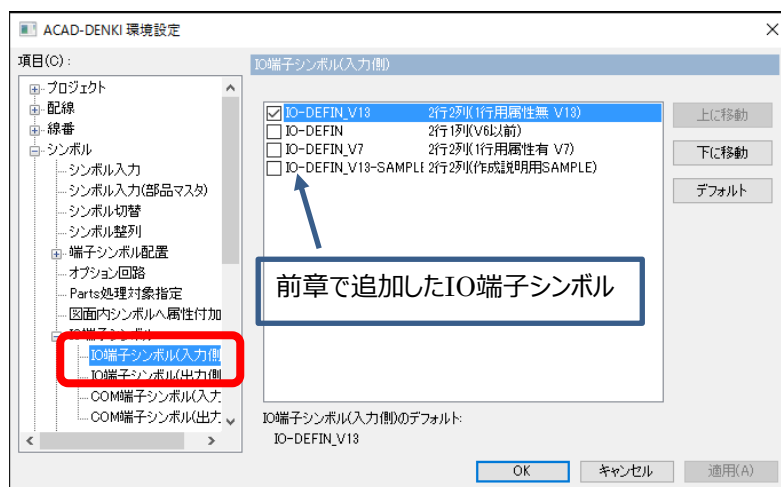 ACAD-DENKI 環境設定
項目(C):
プロジェクト
配線
線番
シンボル
シンボル入力
シンボル入力(部品マスタ)
シンボル切替
シンボル整列
端子シンボル配置
オプション回路
Parts処理対象指定
図面内シンボルへ属性付加
IO端子シンボル
IO端子シンボル(入力側
IO端子シンボル(出力側
COM端子シンボル(入力
COM端子シンボル(出力
IO端子シンボル(入力側)
IO-DEFIN_V13 2行2列(1行用属性無 V13)
IO-DEFIN 2行1列(V6以前)
IO-DEFIN_V7 2行2列(1行用属性有 V7)
IO-DEFIN_V13-SAMPLE 2行2列(作成説明用SAMPLE)
前章で追加したIO端子シンボル
IO端子シンボル(入力側)のデフォルト:
IO-DEFIN_V13
上に移動
下に移動
デフォルト
OK キャンセル 適用(A)